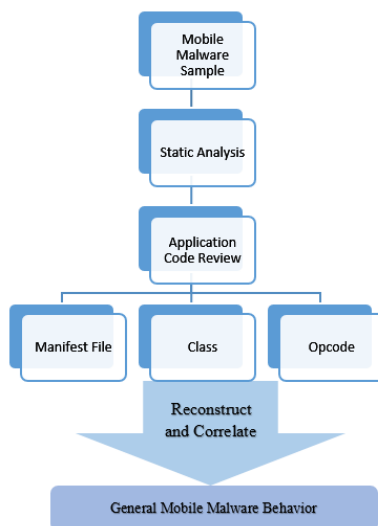 Mobile
Malware
Sample
Static Analysis
Application
Code Review
Manifest File
Class
Opcode
Reconstruct
and Correlate
General Mobile Malware Behavior